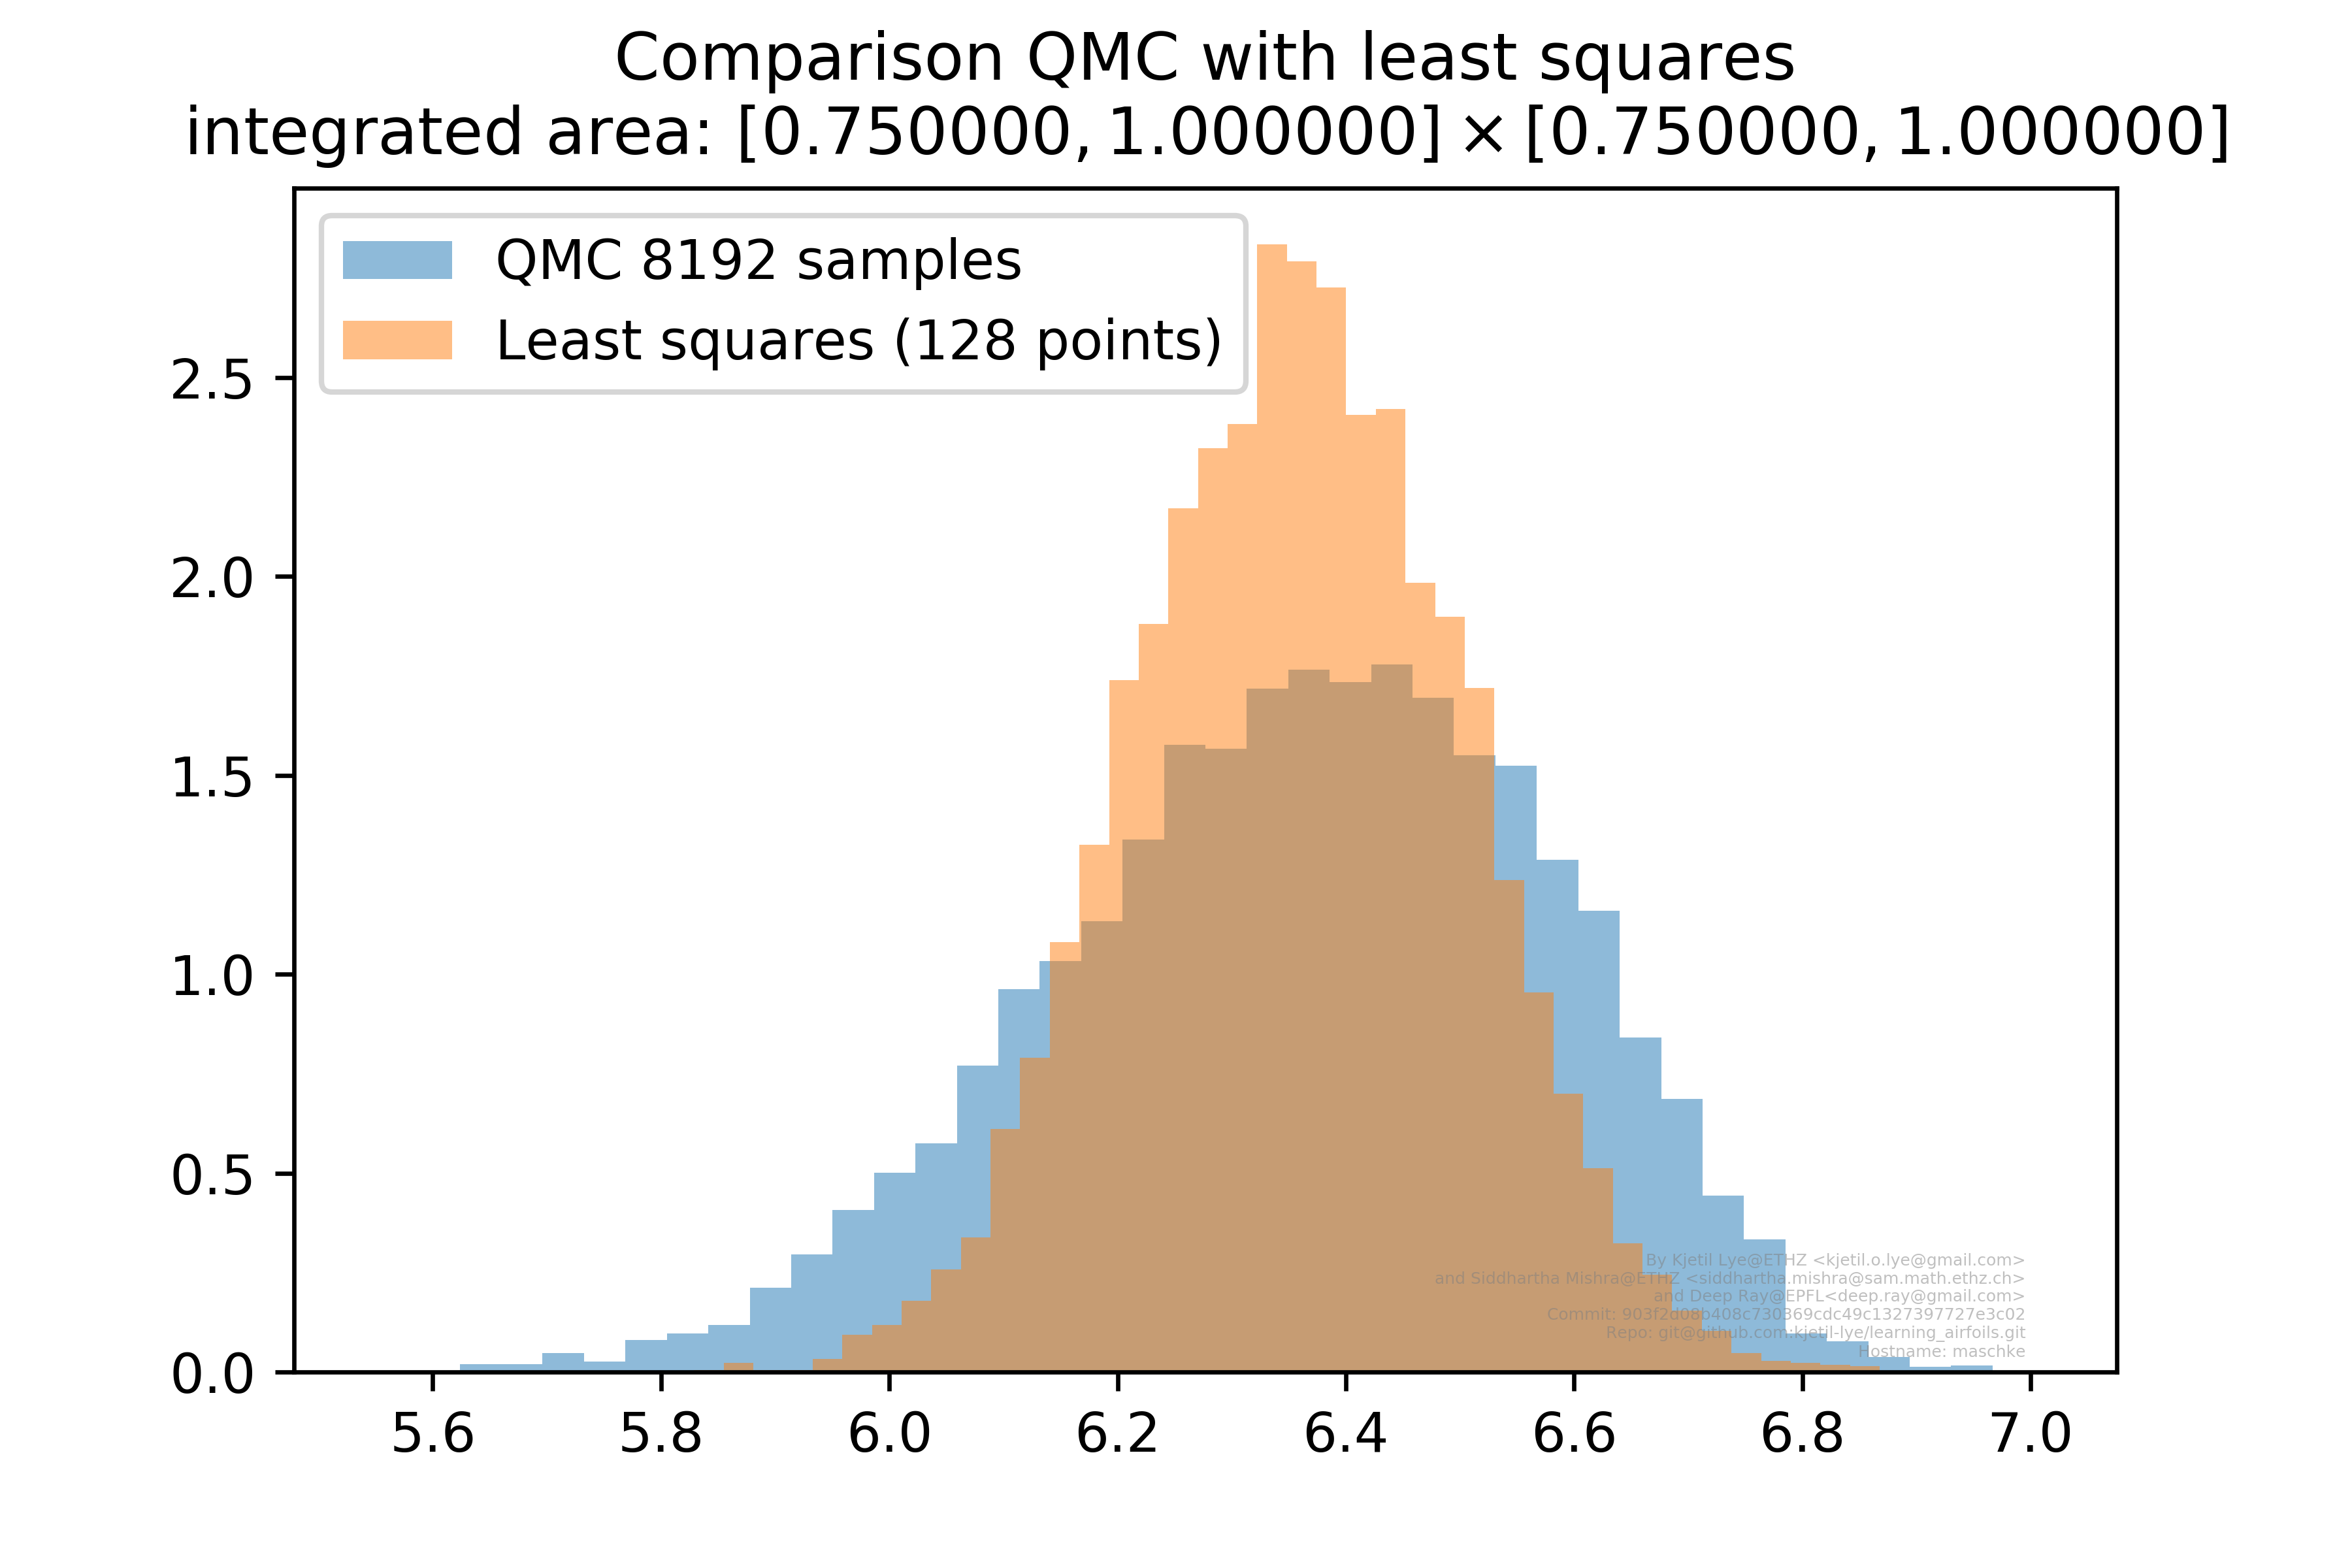 Comparison QMC with least squares
integrated area: [0.750000, 1.000000] × [0.750000, 1.000000]
QMC 8192 samples
Least squares (128 points)
2.5
2.0
1.5
1.0
0.5
0.0
5.6 5.8 6.0 6.2 6.4 6.6 6.8 7.0
By Kjetil Lye@ETHZ <kjetil.o.lye@gmail.com>
and Siddhartha Mishra@ETHZ <siddhartha.mishra@sam.math.ethz.ch>
and Deep Ray@EPFL<deep.ray@gmail.com>
Commit: 903f2d08b408c730369cdc49c1327397727e3c02
Repo: git@github.com:kjetil-lye/learning_airfoils.git
Hostname: maschke